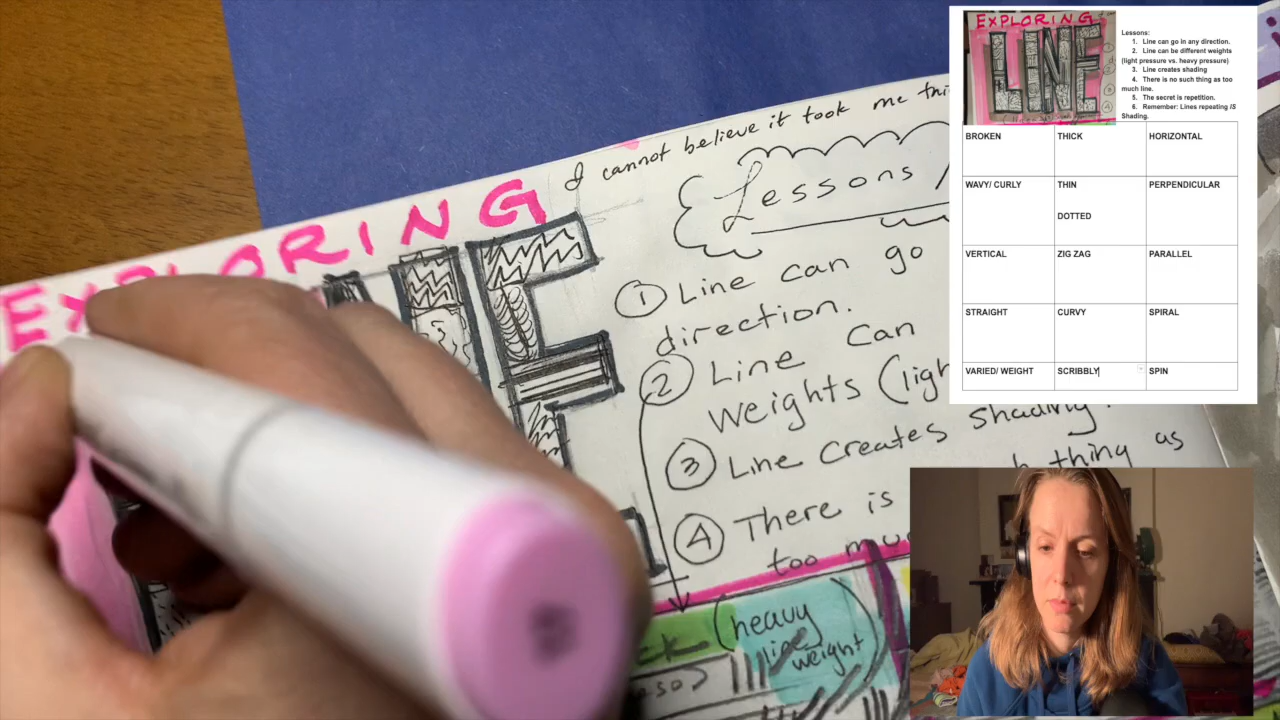 I cannot believe it took me
EXPLORING
Lessons
① Line can go
direction.
② Line can
Weights
③ Line creates shading.
thing as
④ There is
too
(heavy
line
weight)
EXPLORING
LINE
Lessons:
1. Line can go in any direction.
2. Line can be different weights
(light pressure vs. heavy pressure)
3. Line creates shading
4. There is no such thing as too
much line.
5. The secret is repetition.
6. Remember: Lines repeating IS
Shading.
BROKEN THICK HORIZONTAL
WAVY/ CURLY THIN PERPENDICULAR
DOTTED
VERTICAL ZIG ZAG PARALLEL
STRAIGHT CURVY SPIRAL
VARIED/ WEIGHT SCRIBBLY SPIN